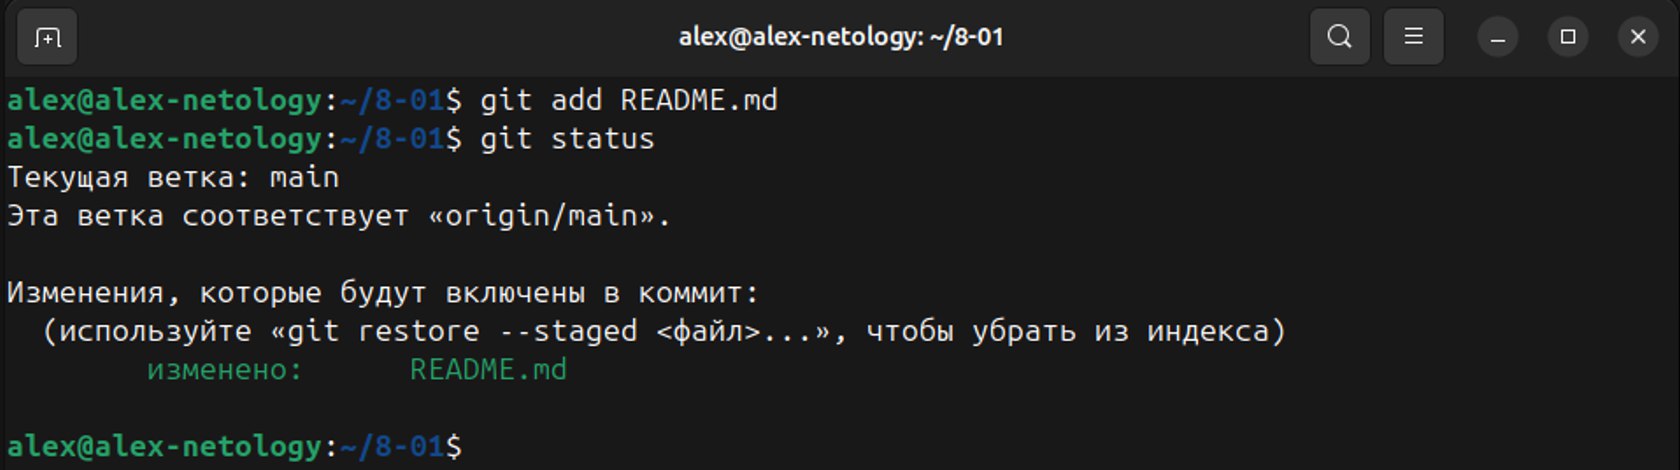 alex@alex-netology: ~/8-01
alex@alex-netology:~/8-01$ git add README.md
alex@alex-netology:~/8-01$ git status
Текущая ветка: main
Эта ветка соответствует «origin/main».
Изменения, которые будут включены в коммит:
(используйте «git restore --staged <файл>...», чтобы убрать из индекса)
изменено:      README.md
alex@alex-netology:~/8-01$